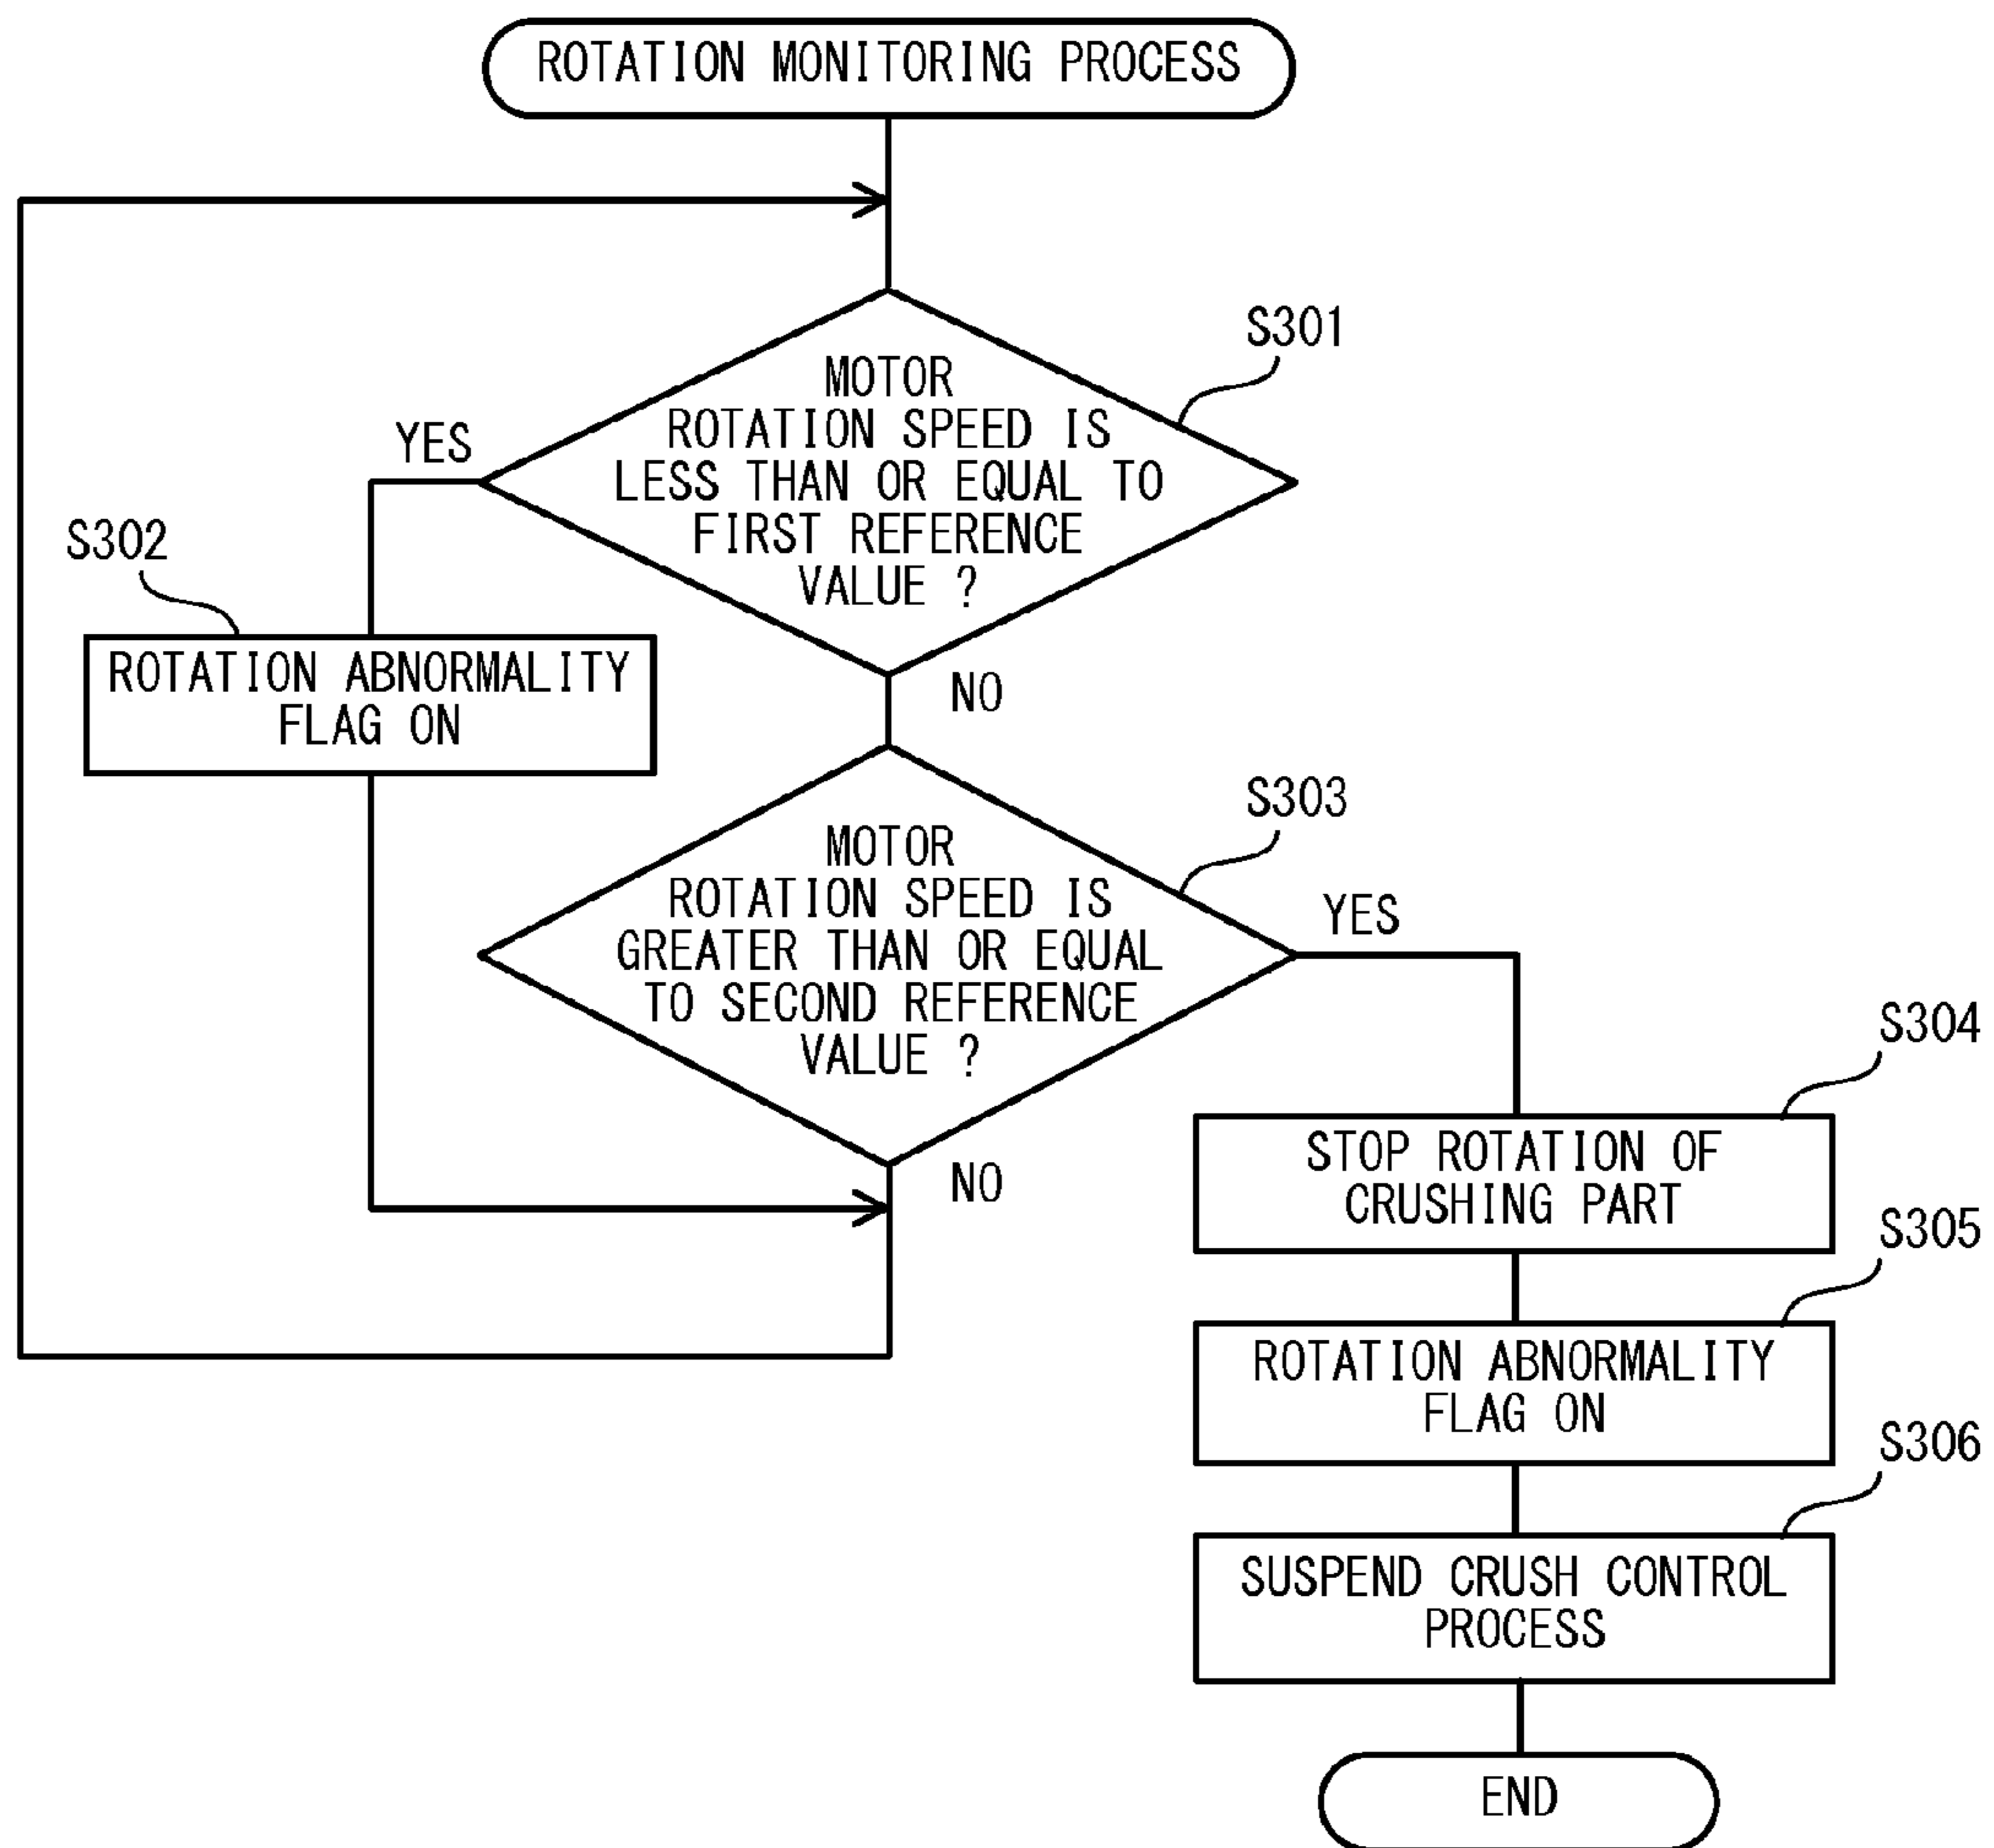 ROTATION MONITORING PROCESS
S301
MOTOR
ROTATION SPEED IS
LESS THAN OR EQUAL TO
FIRST REFERENCE
VALUE ?
YES
NO
S302
ROTATION ABNORMALITY
FLAG ON
S303
MOTOR
ROTATION SPEED IS
GREATER THAN OR EQUAL
TO SECOND REFERENCE
VALUE ?
YES
NO
S304
STOP ROTATION OF
CRUSHING PART
S305
ROTATION ABNORMALITY
FLAG ON
S306
SUSPEND CRUSH CONTROL
PROCESS
END